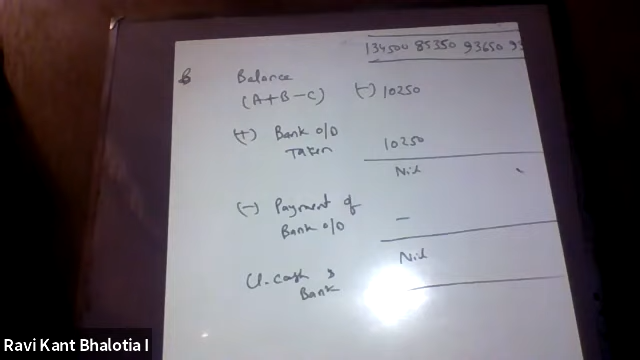 134500 85350 93650 93
B Balance
(A+B-C) (-) 10250
(+) Bank o/D
Taken 10250
Nil
(-) Payment of
Bank o/D —
Nil
Cl. cash &
Bank
Ravi Kant Bhalotia I